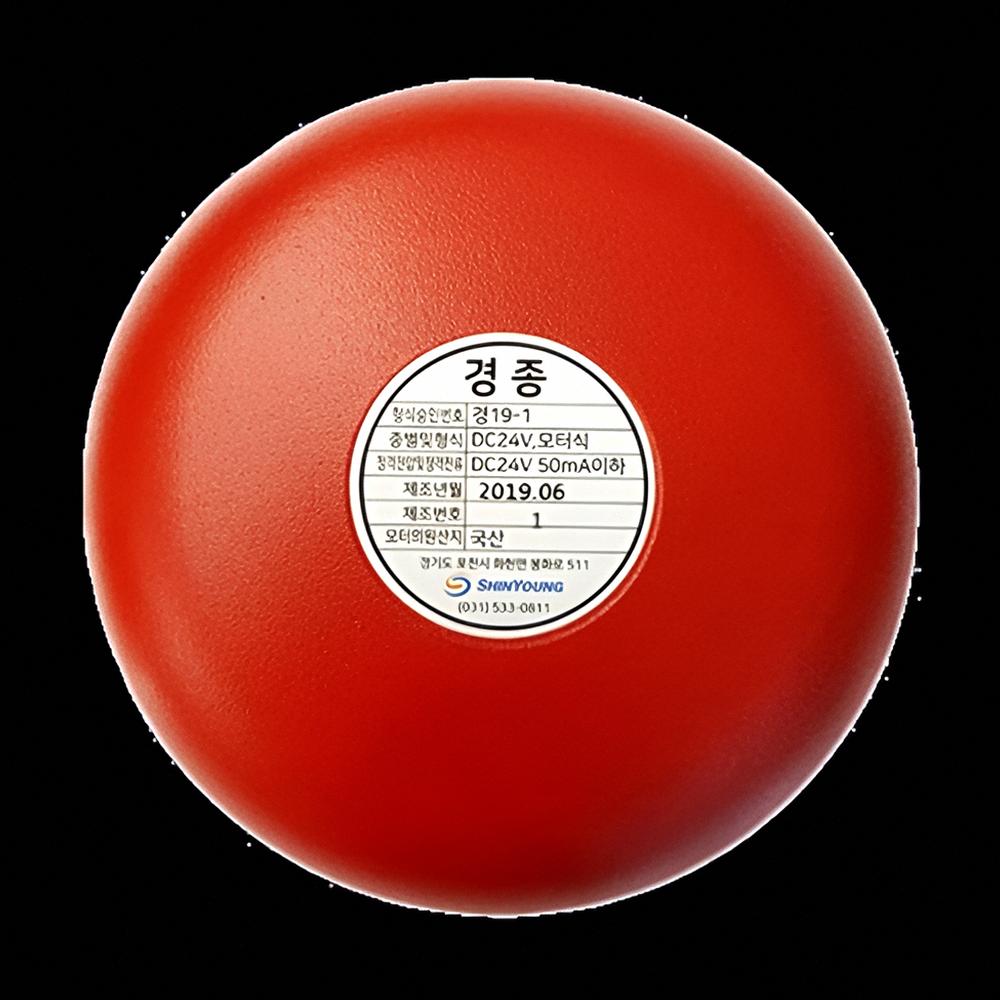 경 종
형식승인번호 경19-1
종별및형식 DC24V,모터식
정격전압및정격전류 DC24V 50mA이하
제조년월 2019.06
제조번호 1
모터의원산지 국산
경기도 포천시 화현면 봉화로 511
SHINYOUNG
(031) 533-0811